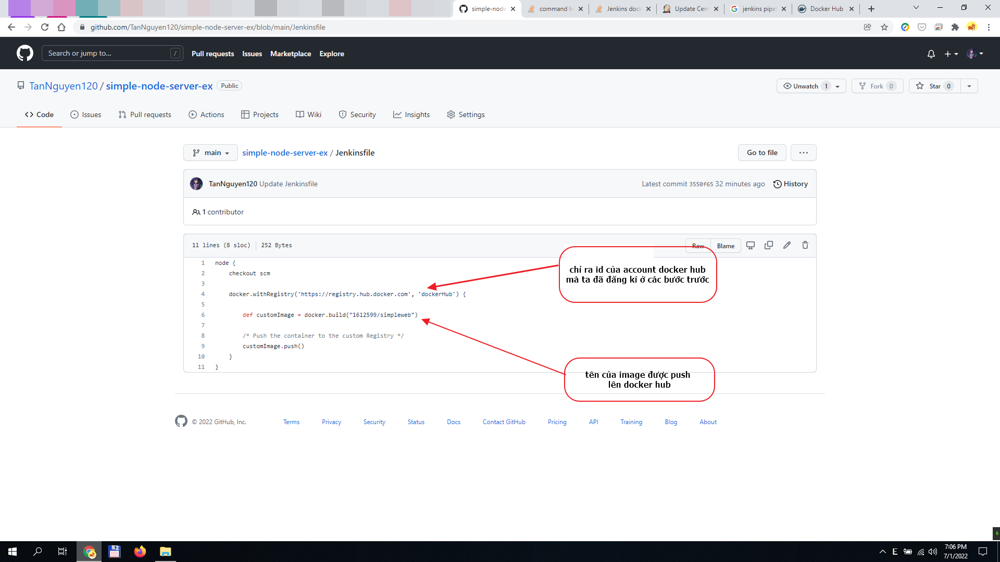 simple-node
command li
Jenkins dock
Update Cent
jenkins pipe
Docker Hub
github.com/TanNguyen120/simple-node-server-ex/blob/main/Jenkinsfile
Search or jump to... /
Pull requests Issues Marketplace Explore
TanNguyen120 / simple-node-server-ex Public
Unwatch 1 Fork 0 Star 0
Code Issues Pull requests Actions Projects Wiki Security Insights Settings
main simple-node-server-ex / Jenkinsfile Go to file ...
TanNguyen120 Update Jenkinsfile Latest commit 3550f65 32 minutes ago History
1 contributor
11 lines (8 sloc) 252 Bytes Raw Blame
1 node {
2 checkout scm
3
4 docker.withRegistry('https://registry.hub.docker.com', 'dockerHub') {
5
6 def customImage = docker.build("1612599/simpleweb")
7
8 /* Push the container to the custom Registry */
9 customImage.push()
10 }
11 }
chỉ ra id của account docker hub
mà ta đã đăng kí ở các bước trước
tên của image được push
lên docker hub
© 2022 GitHub, Inc. Terms Privacy Security Status Docs Contact GitHub Pricing API Training Blog About
E
7:06 PM
7/1/2022